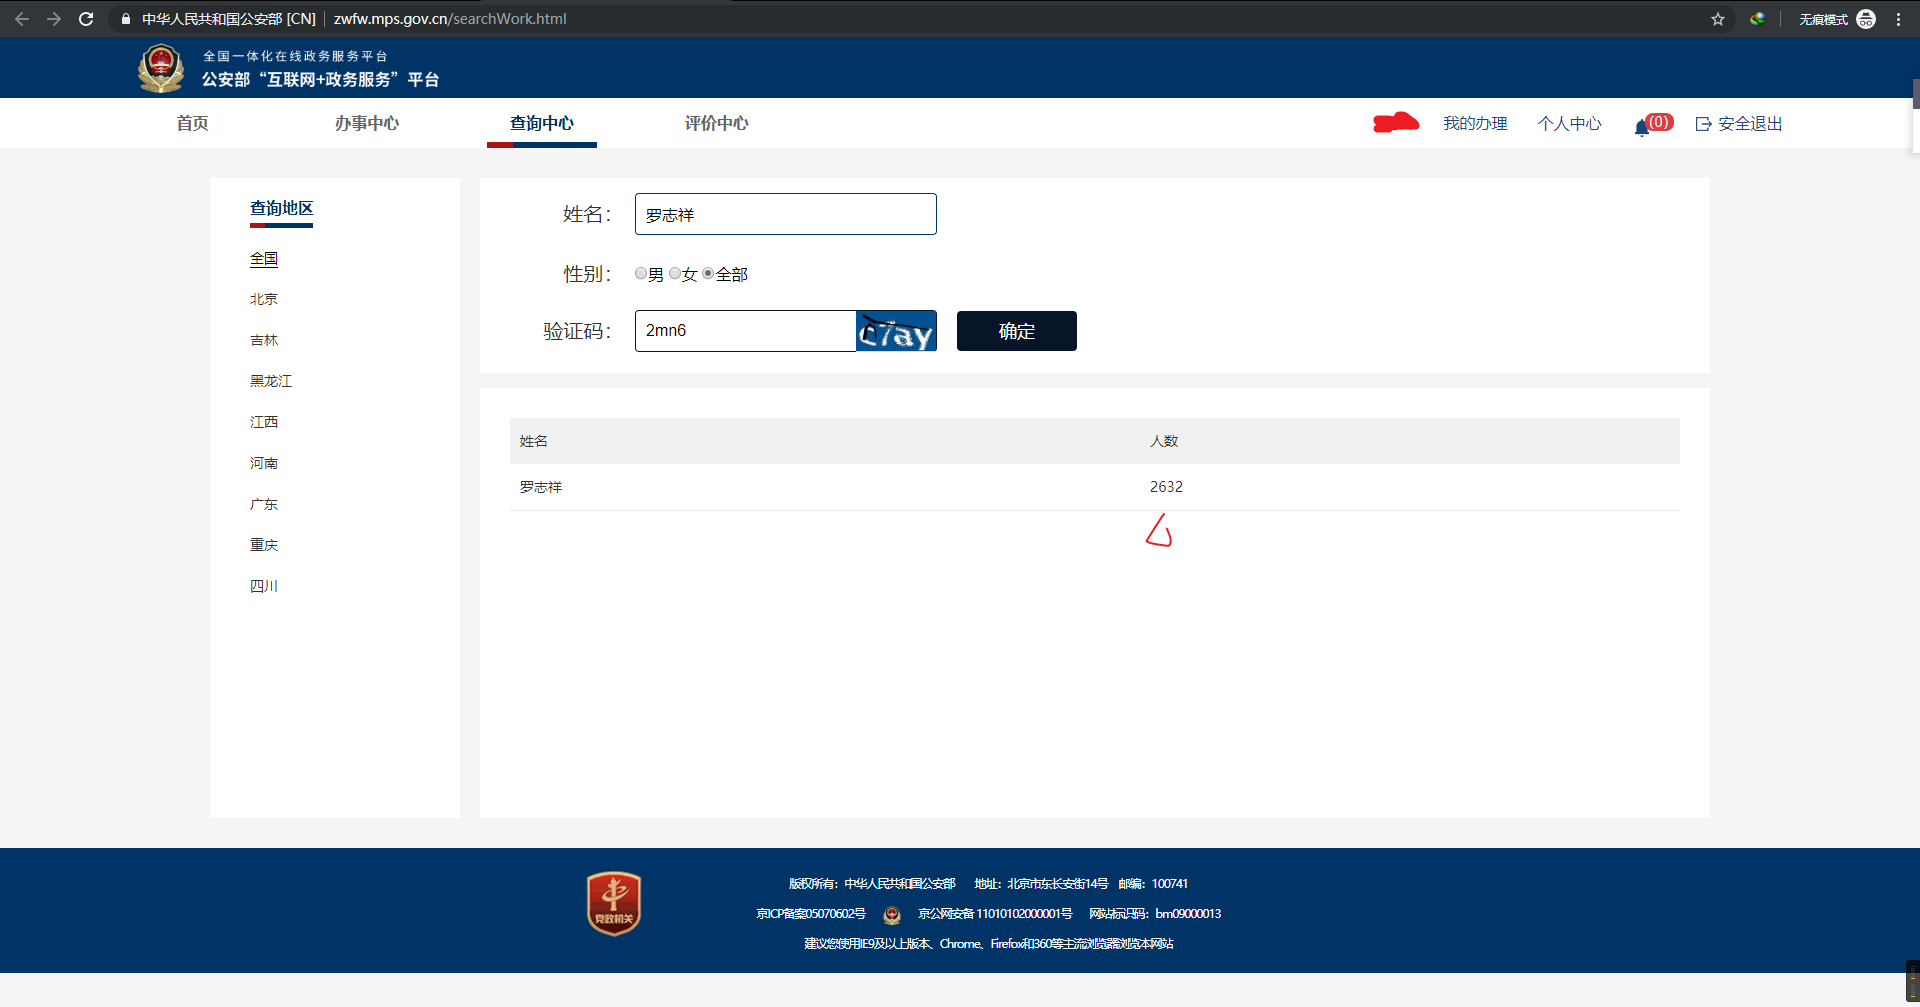 中华人民共和国公安部 [CN] | zwfw.mps.gov.cn/searchWork.html 无痕模式
全国一体化在线政务服务平台
公安部“互联网+政务服务”平台
首页 办事中心 查询中心 评价中心 我的办理 个人中心 (0) 安全退出
查询地区
全国
北京
吉林
黑龙江
江西
河南
广东
重庆
四川
姓名： 罗志祥
性别： 男 女 全部
验证码： 2mn6 c7ay 确定
姓名 人数
罗志祥 2632
党政机关
版权所有：中华人民共和国公安部 地址：北京市东长安街14号 邮编：100741
京ICP备案05070602号 京公网安备 11010102000001号 网站标识码：bm09000013
建议您使用IE9及以上版本、Chrome、Firefox和360等主流浏览器浏览本网站